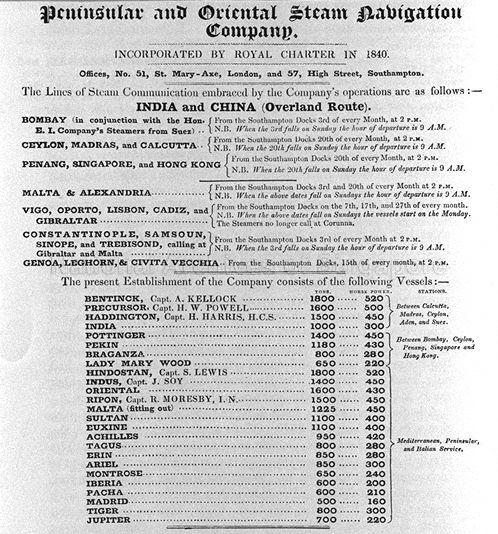 Peninsular and Oriental Steam Navigation
Company.
INCORPORATED BY ROYAL CHARTER IN 1840.
Offices, No. 51, St. Mary-Axe, London, and 57, High Street, Southampton.
The Lines of Steam Communication embraced by the Company's operations are as follows :—
INDIA and CHINA (Overland Route).
BOMBAY (in conjunction with the Hon. E. I. Company's Steamers from Suez) .. { From the Southampton Docks 3rd of every Month, at 2 P.M.
N.B. When the 3rd falls on Sunday the hour of departure is 9 A.M.
CEYLON, MADRAS, and CALCUTTA .. { From the Southampton Docks 20th of every Month, at 2 P.M.
N.B. When the 20th falls on Sunday the hour of departure is 9 A.M.
PENANG, SINGAPORE, and HONG KONG { From the Southampton Docks 20th of every Month, at 2 P.M.
N.B. When the 20th falls on Sunday the hour of departure is 9 A.M.
MALTA & ALEXANDRIA ...... { From the Southampton Docks 3rd and 20th of every Month at 2 P.M.
N.B. When the above dates fall on Sundays the hour of departure is 9 A.M.
VIGO, OPORTO, LISBON, CADIZ, and GIBRALTAR ...... { From the Southampton Docks on the 7th, 17th, and 27th of every month.
N.B. When the above dates fall on Sundays the vessels start on the Monday.
The Steamers no longer call at Corunna.
CONSTANTINOPLE, SAMSOUN, SINOPE, and TREBISOND, calling at Gibraltar and Malta ...... { From the Southampton Docks 3rd of every Month at 2 P.M.
N.B. When the 3rd falls on Sunday the hour of departure is 9 A.M.
GENOA, LEGHORN, & CIVITA VECCHIA .. From the Southampton Docks, 15th of every month, at 2 P.M.
The present Establishment of the Company consists of the following Vessels :—
TONS. HORSE POWER. STATIONS.
BENTINCK, Capt. A. KELLOCK ...... 1800 ...... 520
PRECURSOR, Capt. H. W. POWELL ...... 1600 ...... 500
HADDINGTON, Capt. H. HARRIS, H.C.S. ...... 1500 ...... 450
INDIA ...... 1000 ...... 300
Between Calcutta, Madras, Ceylon, Aden, and Suez.
POTTINGER ...... 1400 ...... 450
PEKIN ...... 1180 ...... 430
BRAGANZA ...... 800 ...... 280
LADY MARY WOOD ...... 650 ...... 220
Between Bombay, Ceylon, Penang, Singapore and Hong Kong.
HINDOSTAN, Capt. S. LEWIS ...... 1800 ...... 520
INDUS, Capt. J. SOY ...... 1400 ...... 450
ORIENTAL ...... 1600 ...... 430
RIPON, Capt. R. MORESBY, I. N. ...... 1500 ...... 450
MALTA (fitting out) ...... 1225 ...... 450
SULTAN ...... 1100 ...... 400
EUXINE ...... 1100 ...... 400
ACHILLES ...... 950 ...... 420
TAGUS ...... 800 ...... 280
ERIN ...... 850 ...... 280
ARIEL ...... 850 ...... 300
MONTROSE ...... 650 ...... 240
IBERIA ...... 600 ...... 200
PACHA ...... 600 ...... 210
MADRID ...... 500 ...... 160
TIGER ...... 800 ...... 300
JUPITER ...... 700 ...... 220
Mediterranean, Peninsular, and Italian Service.